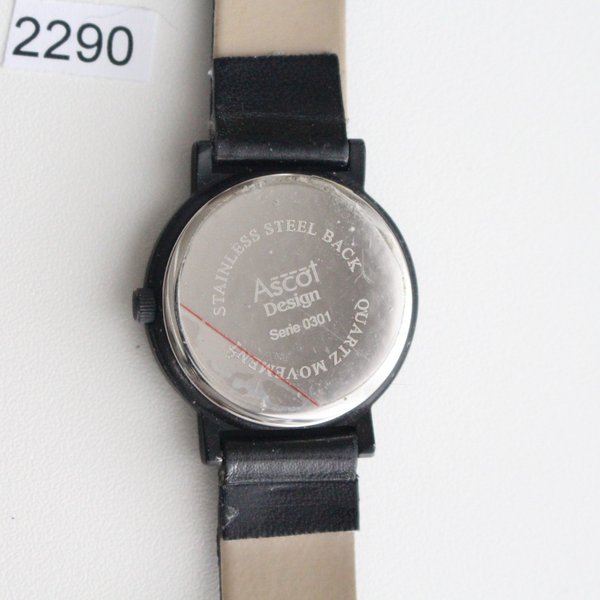 2290
STAINLESS STEEL BACK
Ascot
Design
Serie 0301
QUARTZ MOVEMENT